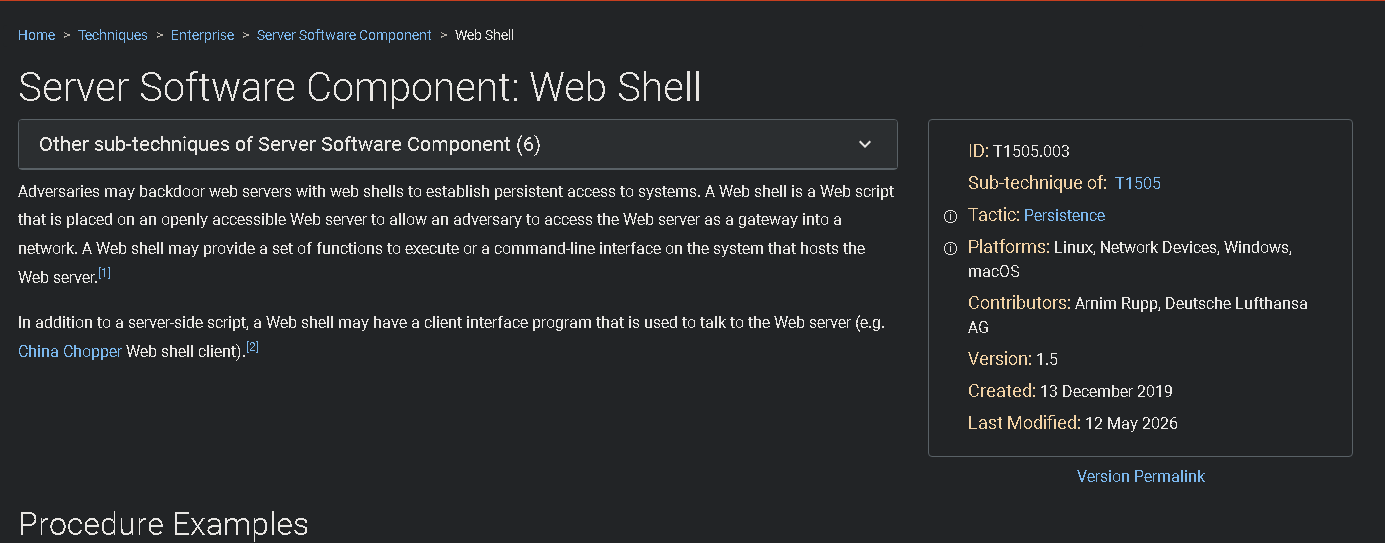 Home > Techniques > Enterprise > Server Software Component > Web Shell
Server Software Component: Web Shell
Other sub-techniques of Server Software Component (6)
Adversaries may backdoor web servers with web shells to establish persistent access to systems. A Web shell is a Web script
that is placed on an openly accessible Web server to allow an adversary to access the Web server as a gateway into a
network. A Web shell may provide a set of functions to execute or a command-line interface on the system that hosts the
Web server.[1]
In addition to a server-side script, a Web shell may have a client interface program that is used to talk to the Web server (e.g.
China Chopper Web shell client).[2]
ID: T1505.003
Sub-technique of: T1505
Tactic: Persistence
Platforms: Linux, Network Devices, Windows,
macOS
Contributors: Arnim Rupp, Deutsche Lufthansa
AG
Version: 1.5
Created: 13 December 2019
Last Modified: 12 May 2026
Version Permalink
Procedure Examples